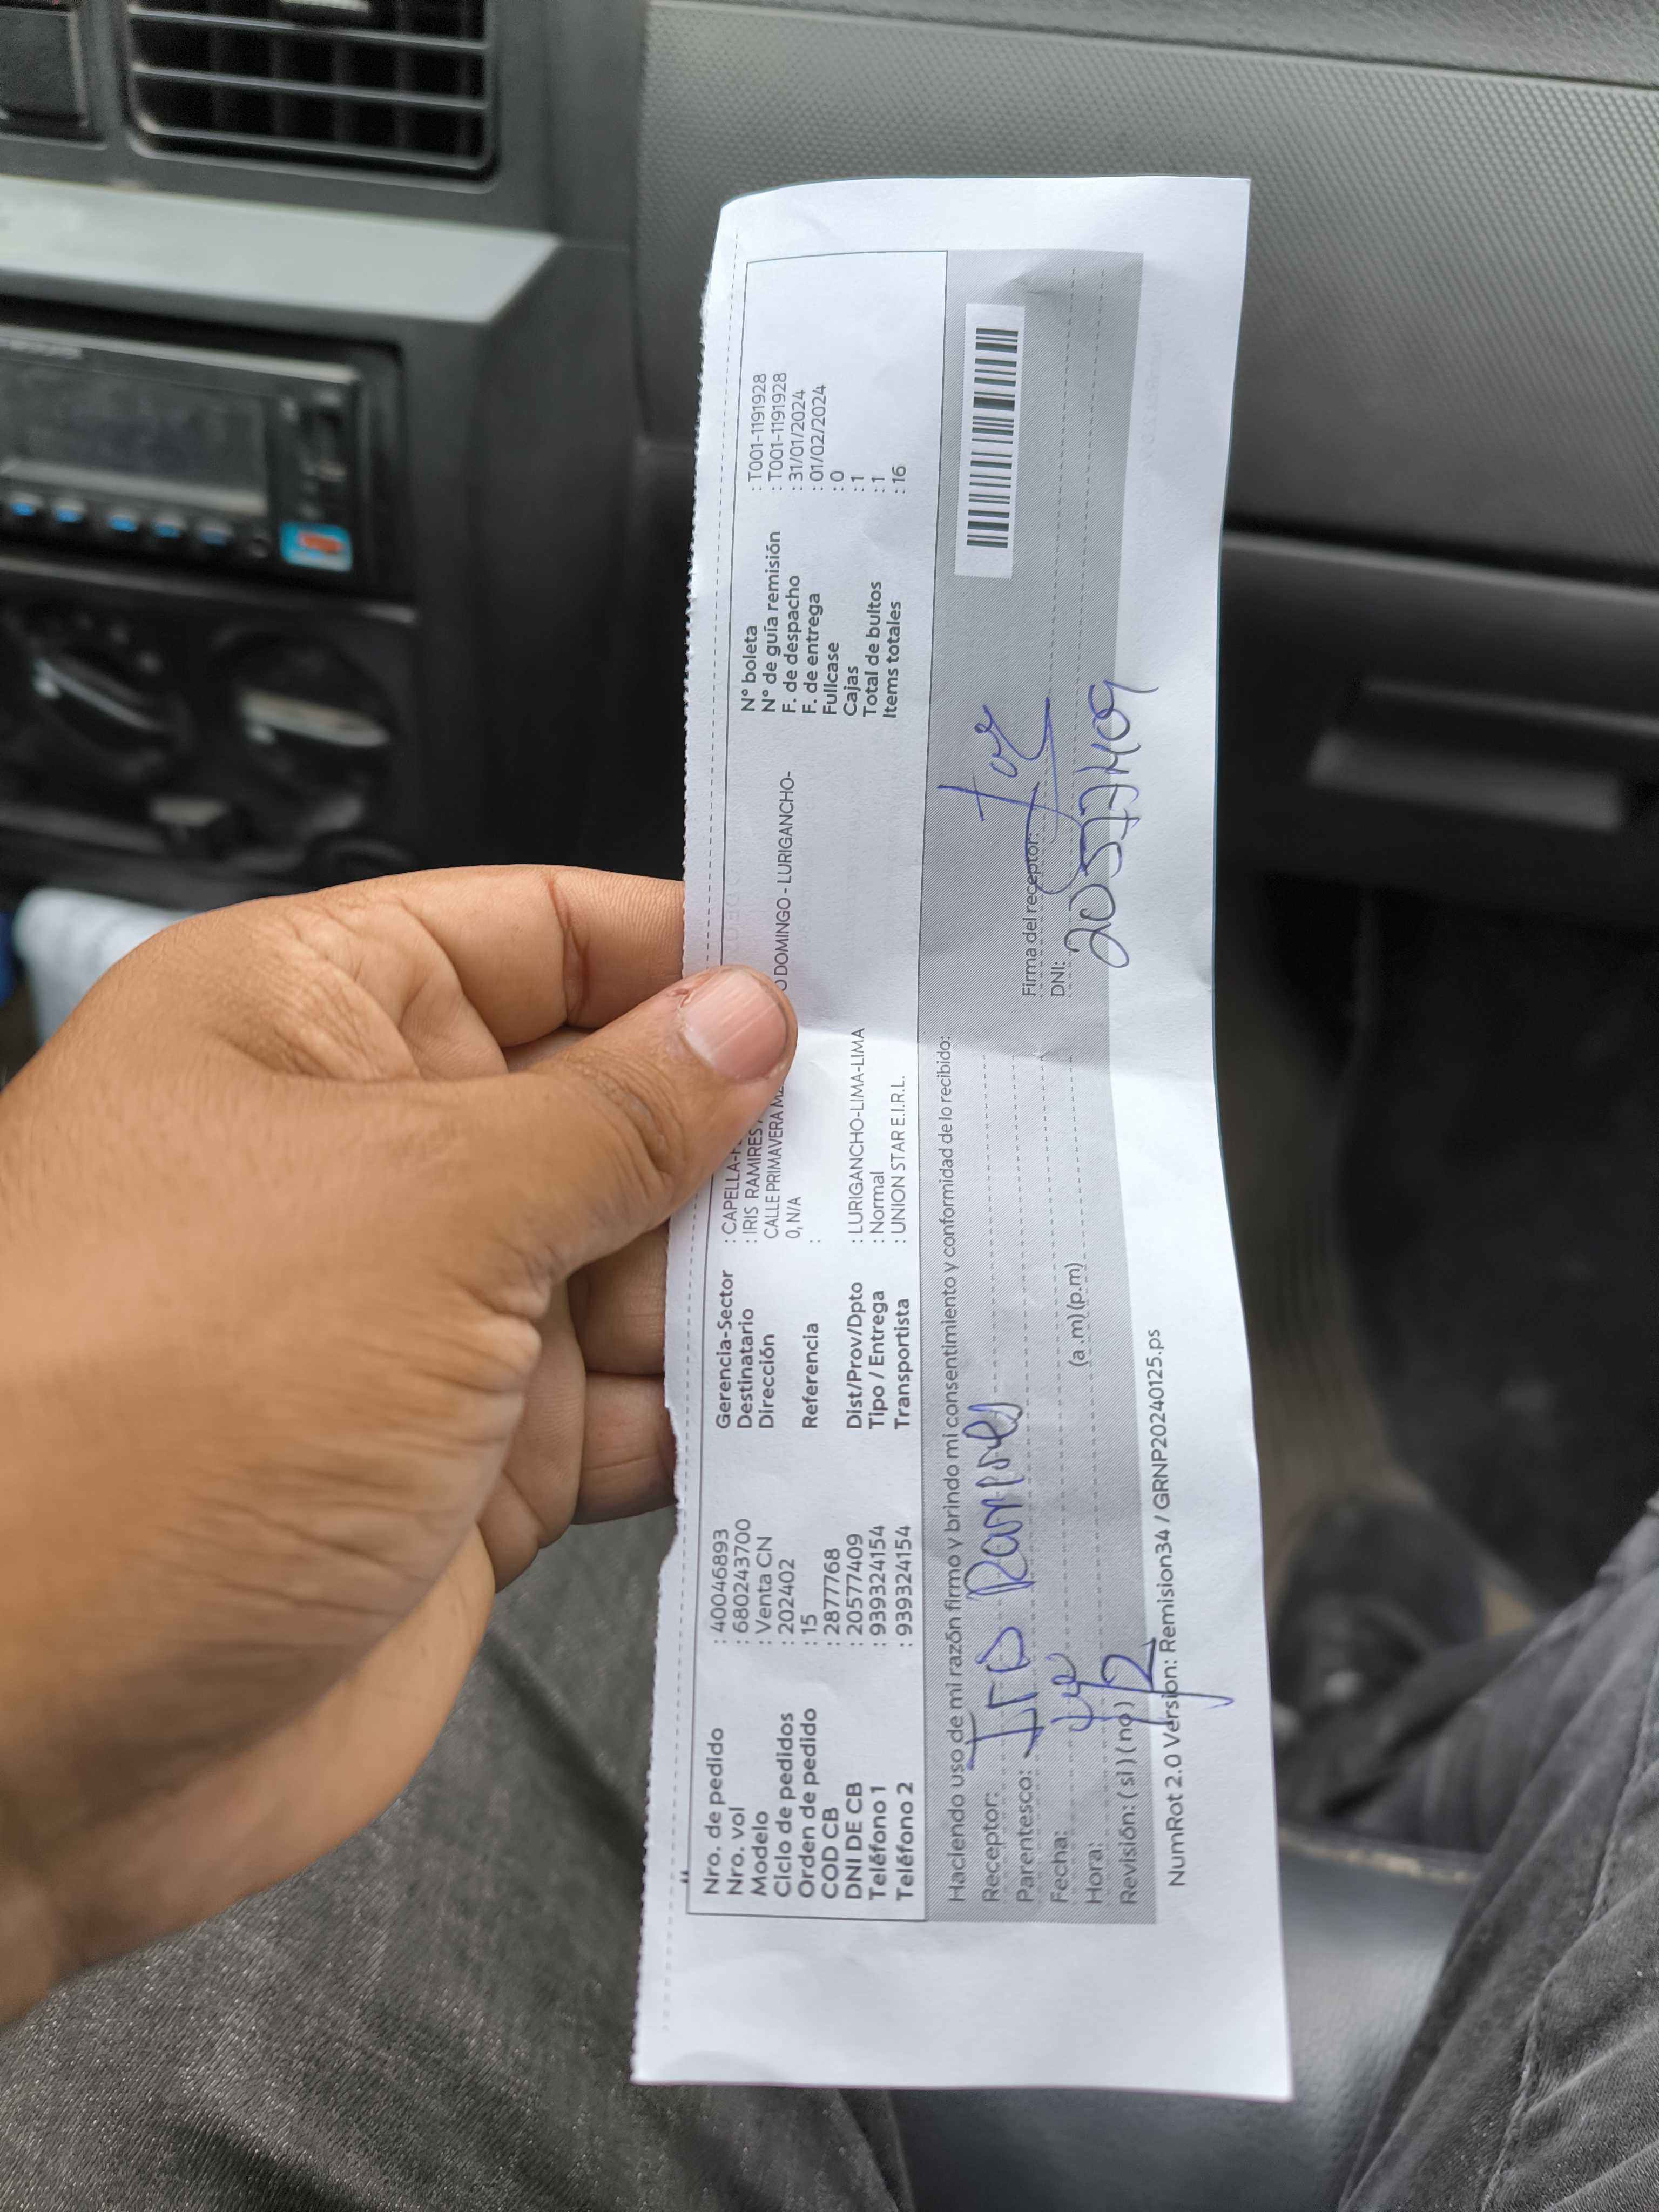 Nro. de pedido : 40046893
Nro. vol : 680243700
Modelo : Venta CN
Ciclo de pedidos : 202402
Orden de pedido : 15
COD CB : 2877768
DNI DE CB : 20577409
Teléfono 1 : 939324154
Teléfono 2 : 939324154
Gerencia-Sector : CAPELLA-
Destinatario : IRIS RAMIRES
Dirección CALLE PRIMAVERA DOMINGO - LURIGANCHO-
0, N/A
Referencia :
Dist/Prov/Dpto : LURIGANCHO-LIMA-LIMA
Tipo / Entrega : Normal
Transportista : UNION STAR E.I.R.L.
N° boleta : T001-1191928
N° de guía remisión : T001-1191928
F. de despacho : 31/01/2024
F. de entrega : 01/02/2024
Fullcase : 0
Cajas : 1
Total de bultos : 1
Items totales : 16
Haciendo uso de mi razón firmo y brindo mi consentimiento y conformidad de lo recibido:
Receptor:
Parentesco:
Fecha:
Hora: (a .m) (p.m)
Revisión: ( si ) ( no )
Firma del receptor:
DNI: 20577409
NumRot 2.0 Version: Remision34 / GRNP20240125.ps